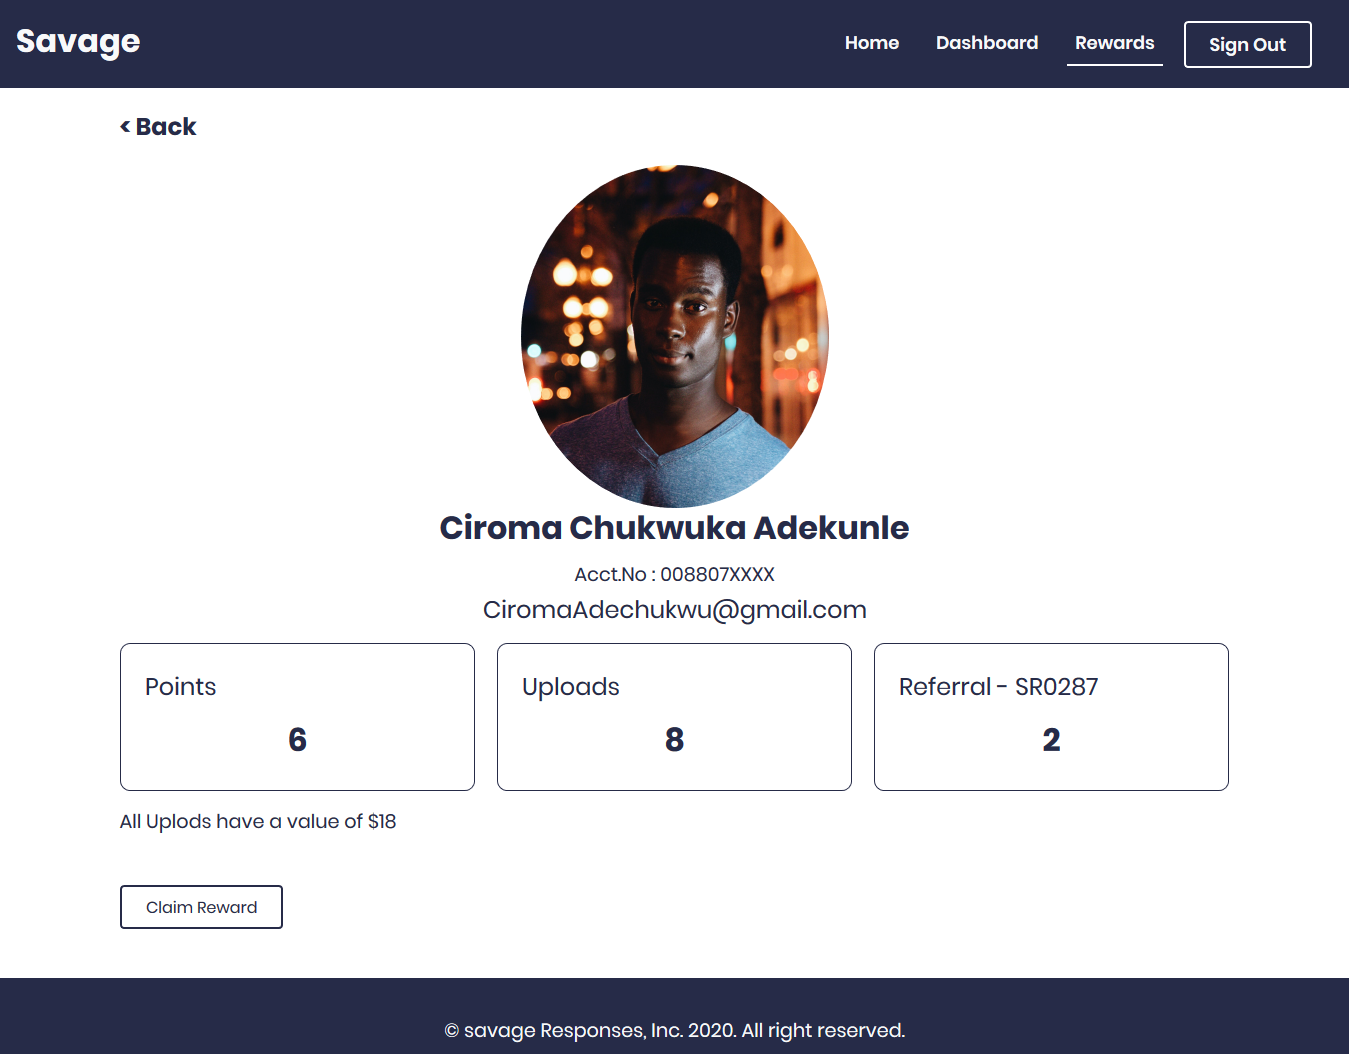 Savage
Home Dashboard Rewards Sign Out
< Back
Ciroma Chukwuka Adekunle
Acct.No : 008807XXXX
CiromaAdechukwu@gmail.com
Points
6
Uploads
8
Referral - SR0287
2
All Uplods have a value of $18
Claim Reward
© savage Responses, Inc. 2020. All right reserved.